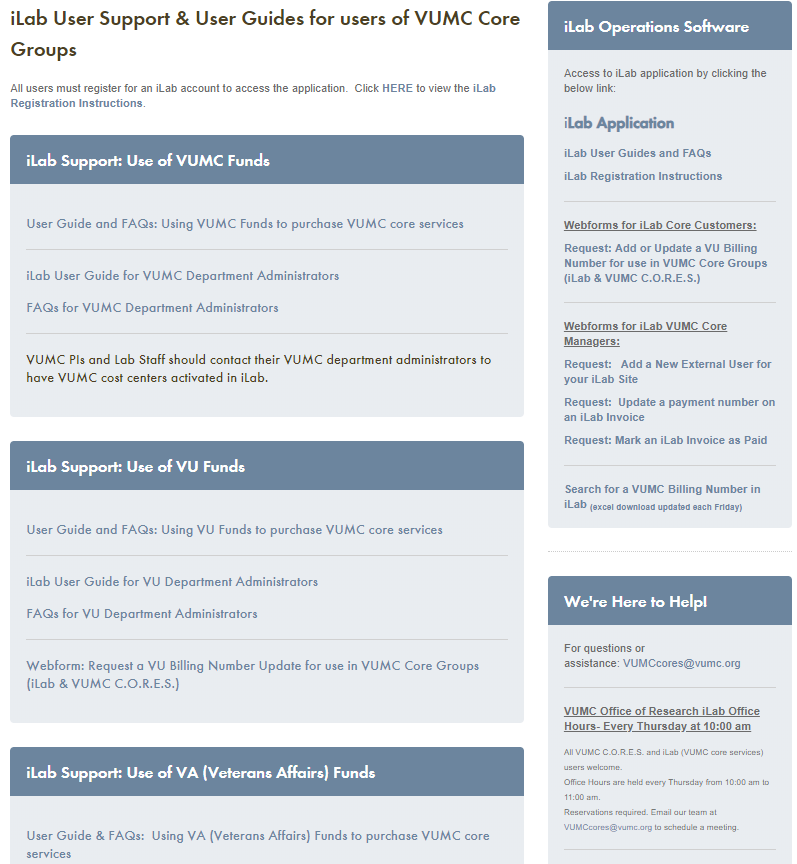 iLab User Support & User Guides for users of VUMC Core
Groups
All users must register for an iLab account to access the application.  Click HERE to view the iLab
Registration Instructions.
iLab Support: Use of VUMC Funds
User Guide and FAQs: Using VUMC Funds to purchase VUMC core services
iLab User Guide for VUMC Department Administrators
FAQs for VUMC Department Administrators
VUMC PIs and Lab Staff should contact their VUMC department administrators to
have VUMC cost centers activated in iLab.
iLab Support: Use of VU Funds
User Guide and FAQs: Using VU Funds to purchase VUMC core services
iLab User Guide for VU Department Administrators
FAQs for VU Department Administrators
Webform: Request a VU Billing Number Update for use in VUMC Core Groups
(iLab & VUMC C.O.R.E.S.)
iLab Support: Use of VA (Veterans Affairs) Funds
User Guide & FAQs:  Using VA (Veterans Affairs) Funds to purchase VUMC core
services
iLab Operations Software
Access to iLab application by clicking the
below link:
iLab Application
iLab User Guides and FAQs
iLab Registration Instructions
Webforms for iLab Core Customers:
Request: Add or Update a VU Billing
Number for use in VUMC Core Groups
(iLab & VUMC C.O.R.E.S.)
Webforms for iLab VUMC Core
Managers:
Request:   Add a New External User for
your iLab Site
Request:  Update a payment number on
an iLab Invoice
Request: Mark an iLab Invoice as Paid
Search for a VUMC Billing Number in
iLab (excel download updated each Friday)
We're Here to Help!
For questions or
assistance: VUMCcores@vumc.org
VUMC Office of Research iLab Office
Hours- Every Thursday at 10:00 am
All VUMC C.O.R.E.S. and iLab (VUMC core services)
users welcome.
Office Hours are held every Thursday from 10:00 am to
11:00 am.
Reservations required. Email our team at
VUMCcores@vumc.org to schedule a meeting.